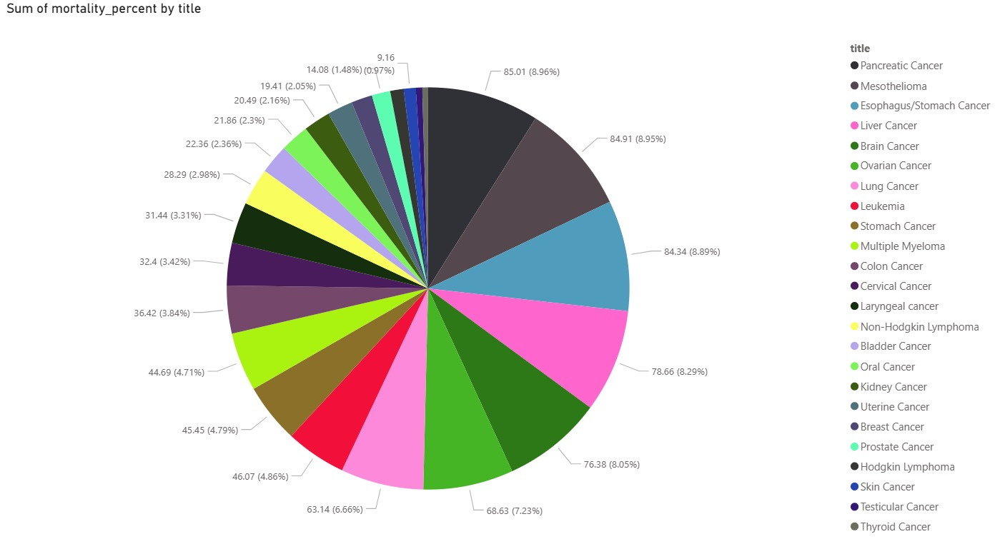 Sum of mortality_percent by title
9.16
(0.97%)
14.08 (1.48%)
19.41 (2.05%)
20.49 (2.16%)
21.86 (2.3%)
22.36 (2.36%)
28.29 (2.98%)
31.44 (3.31%)
32.4 (3.42%)
36.42 (3.84%)
44.69 (4.71%)
45.45 (4.79%)
46.07 (4.86%)
63.14 (6.66%)
85.01 (8.96%)
84.91 (8.95%)
84.34 (8.89%)
78.66 (8.29%)
76.38 (8.05%)
68.63 (7.23%)
title
Pancreatic Cancer
Mesothelioma
Esophagus/Stomach Cancer
Liver Cancer
Brain Cancer
Ovarian Cancer
Lung Cancer
Leukemia
Stomach Cancer
Multiple Myeloma
Colon Cancer
Cervical Cancer
Laryngeal cancer
Non-Hodgkin Lymphoma
Bladder Cancer
Oral Cancer
Kidney Cancer
Uterine Cancer
Breast Cancer
Prostate Cancer
Hodgkin Lymphoma
Skin Cancer
Testicular Cancer
Thyroid Cancer